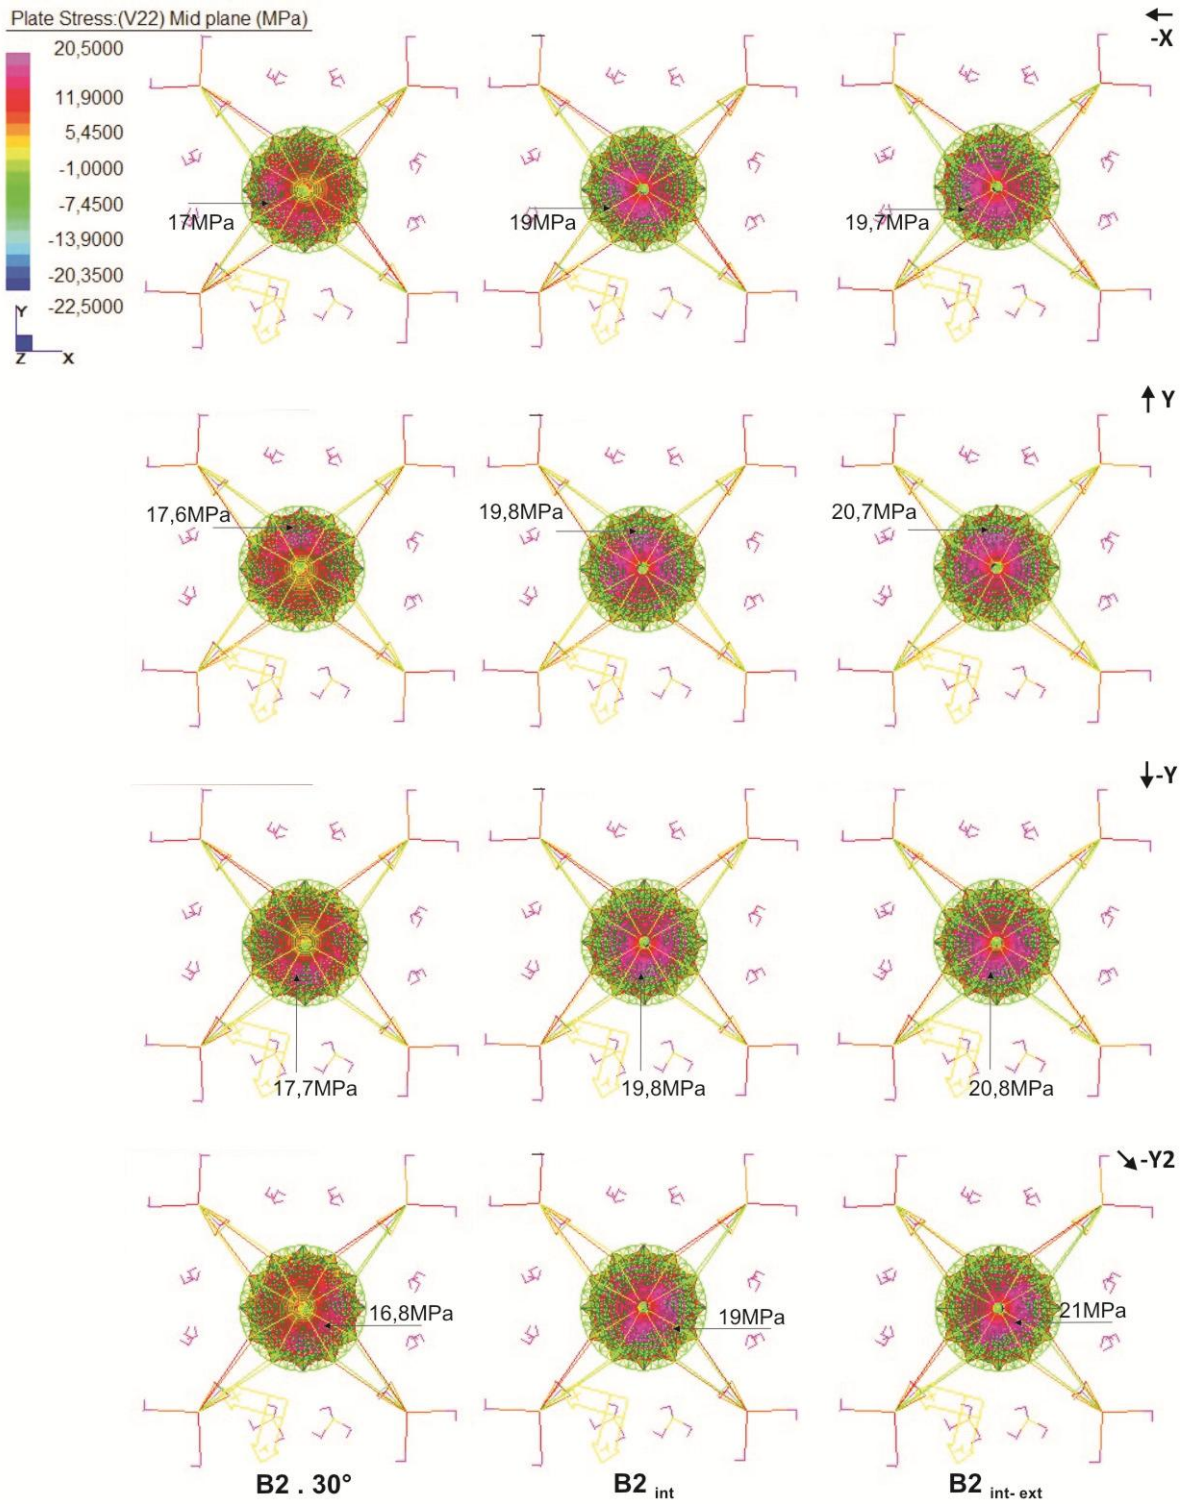 Plate Stress:(V22) Mid plane (MPa)
20,5000
11,9000
5,4500
-1,0000
-7,4500
-13,9000
-20,3500
-22,5000
Y
Z X
-X
17MPa
19MPa
19,7MPa
Y
17,6MPa
19,8MPa
20,7MPa
-Y
17,7MPa
19,8MPa
20,8MPa
-Y2
16,8MPa
19MPa
21MPa
B2 . 30°
B2 int
B2 int- ext